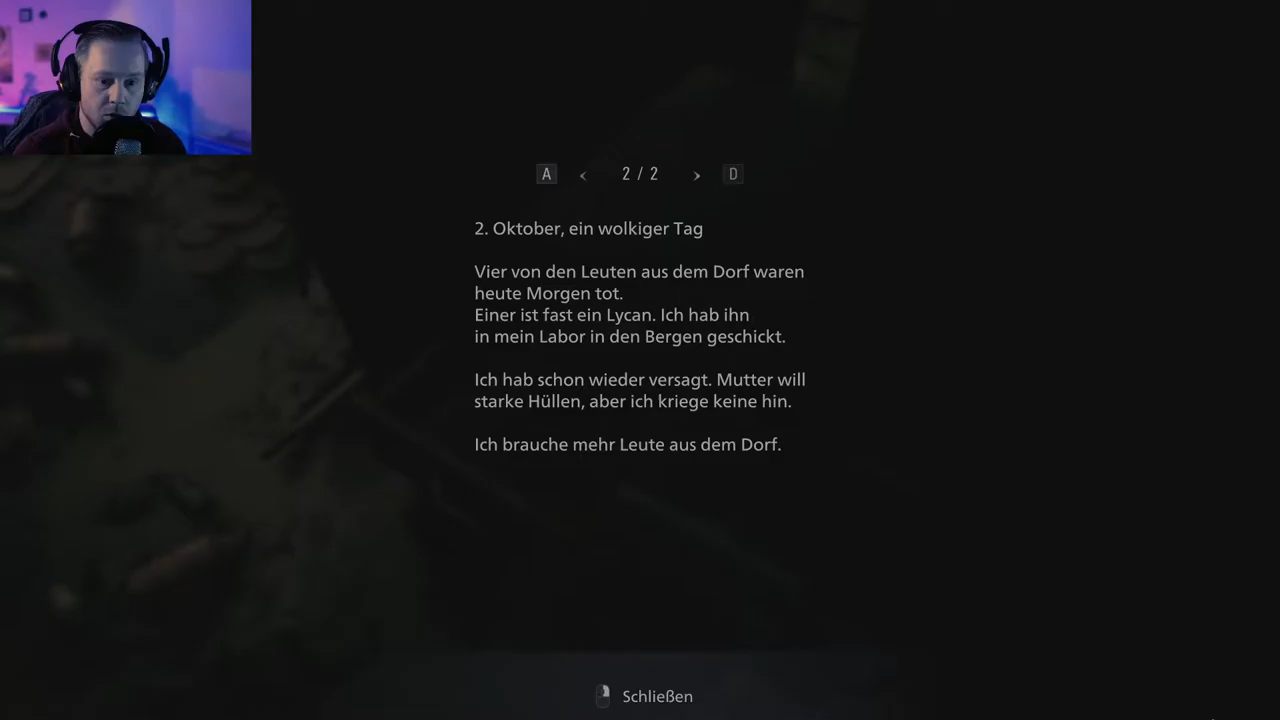 A < 2 / 2 > D
2. Oktober, ein wolkiger Tag
Vier von den Leuten aus dem Dorf waren
heute Morgen tot.
Einer ist fast ein Lycan. Ich hab ihn
in mein Labor in den Bergen geschickt.
Ich hab schon wieder versagt. Mutter will
starke Hüllen, aber ich kriege keine hin.
Ich brauche mehr Leute aus dem Dorf.
Schließen